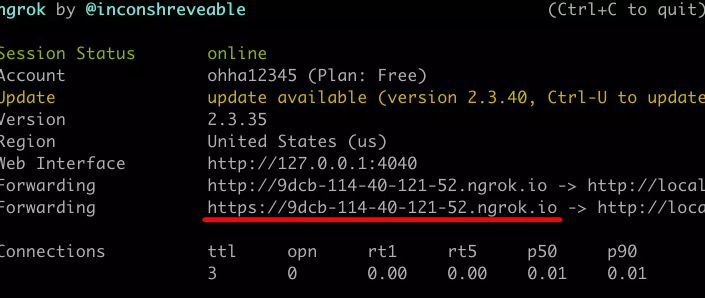 ngrok by @inconshreveable (Ctrl+C to quit)
Session Status online
Account ohha12345 (Plan: Free)
Update update available (version 2.3.40, Ctrl-U to update
Version 2.3.35
Region United States (us)
Web Interface http://127.0.0.1:4040
Forwarding http://9dcb-114-40-121-52.ngrok.io -> http://local
Forwarding https://9dcb-114-40-121-52.ngrok.io -> http://loca
Connections ttl opn rt1 rt5 p50 p90
3 0 0.00 0.00 0.01 0.01